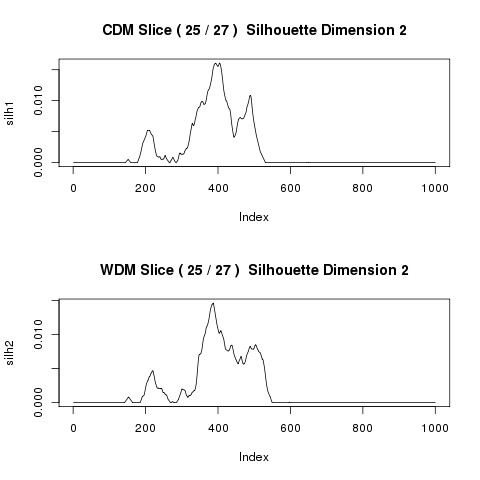 CDM Slice ( 25 / 27 )  Silhouette Dimension 2
silh1
0.010
0.000
0 200 400 600 800 1000
Index
WDM Slice ( 25 / 27 )  Silhouette Dimension 2
silh2
0.010
0.000
0 200 400 600 800 1000
Index